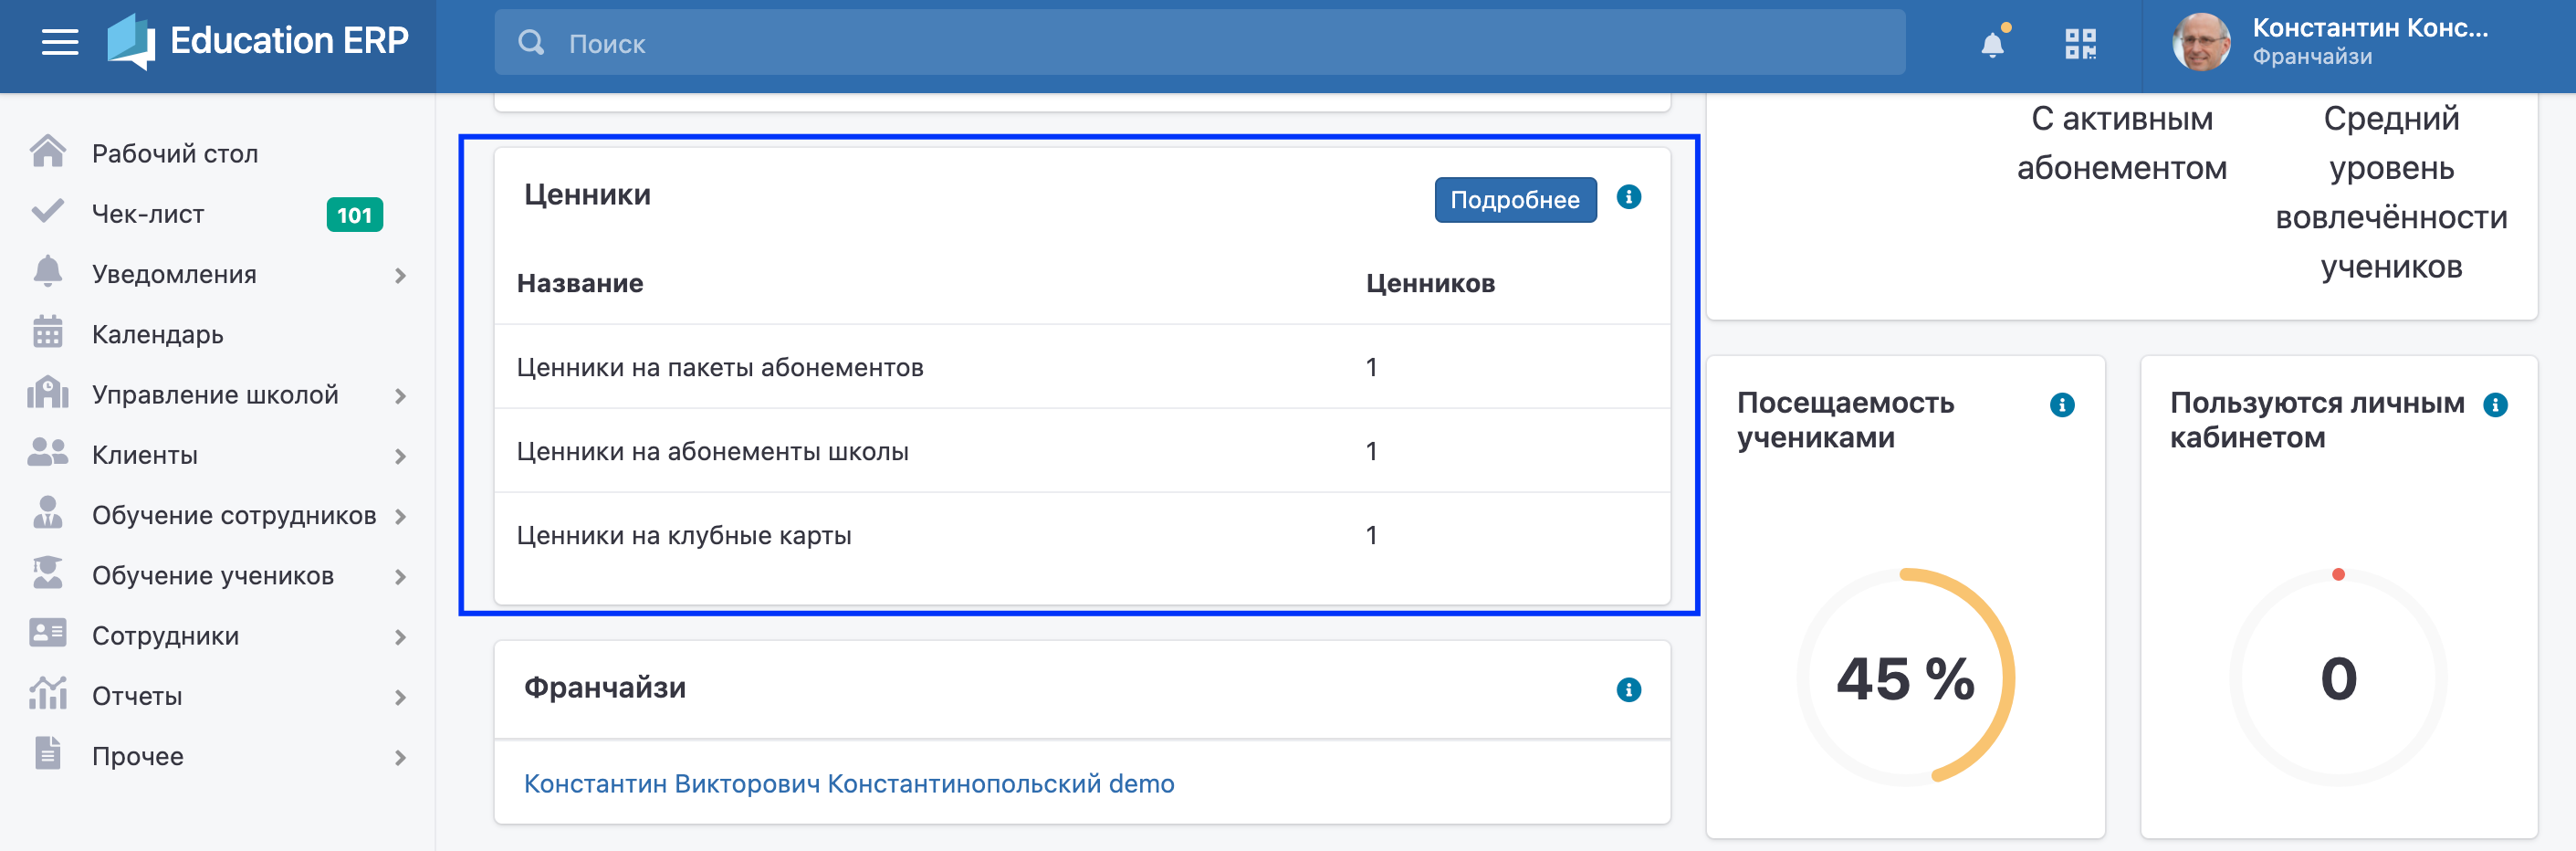 Education ERP
Поиск
Константин Конс...
Франчайзи
Рабочий стол
Чек-лист
101
Уведомления
Календарь
Управление школой
Клиенты
Обучение сотрудников
Обучение учеников
Сотрудники
Отчеты
Прочее
Ценники
Подробнее
Название
Ценников
Ценники на пакеты абонементов
1
Ценники на абонементы школы
1
Ценники на клубные карты
1
Франчайзи
Константин Викторович Константинопольский demo
С активным
абонементом
Средний
уровень
вовлечённости
учеников
Посещаемость
учениками
45 %
Пользуются личным
кабинетом
0